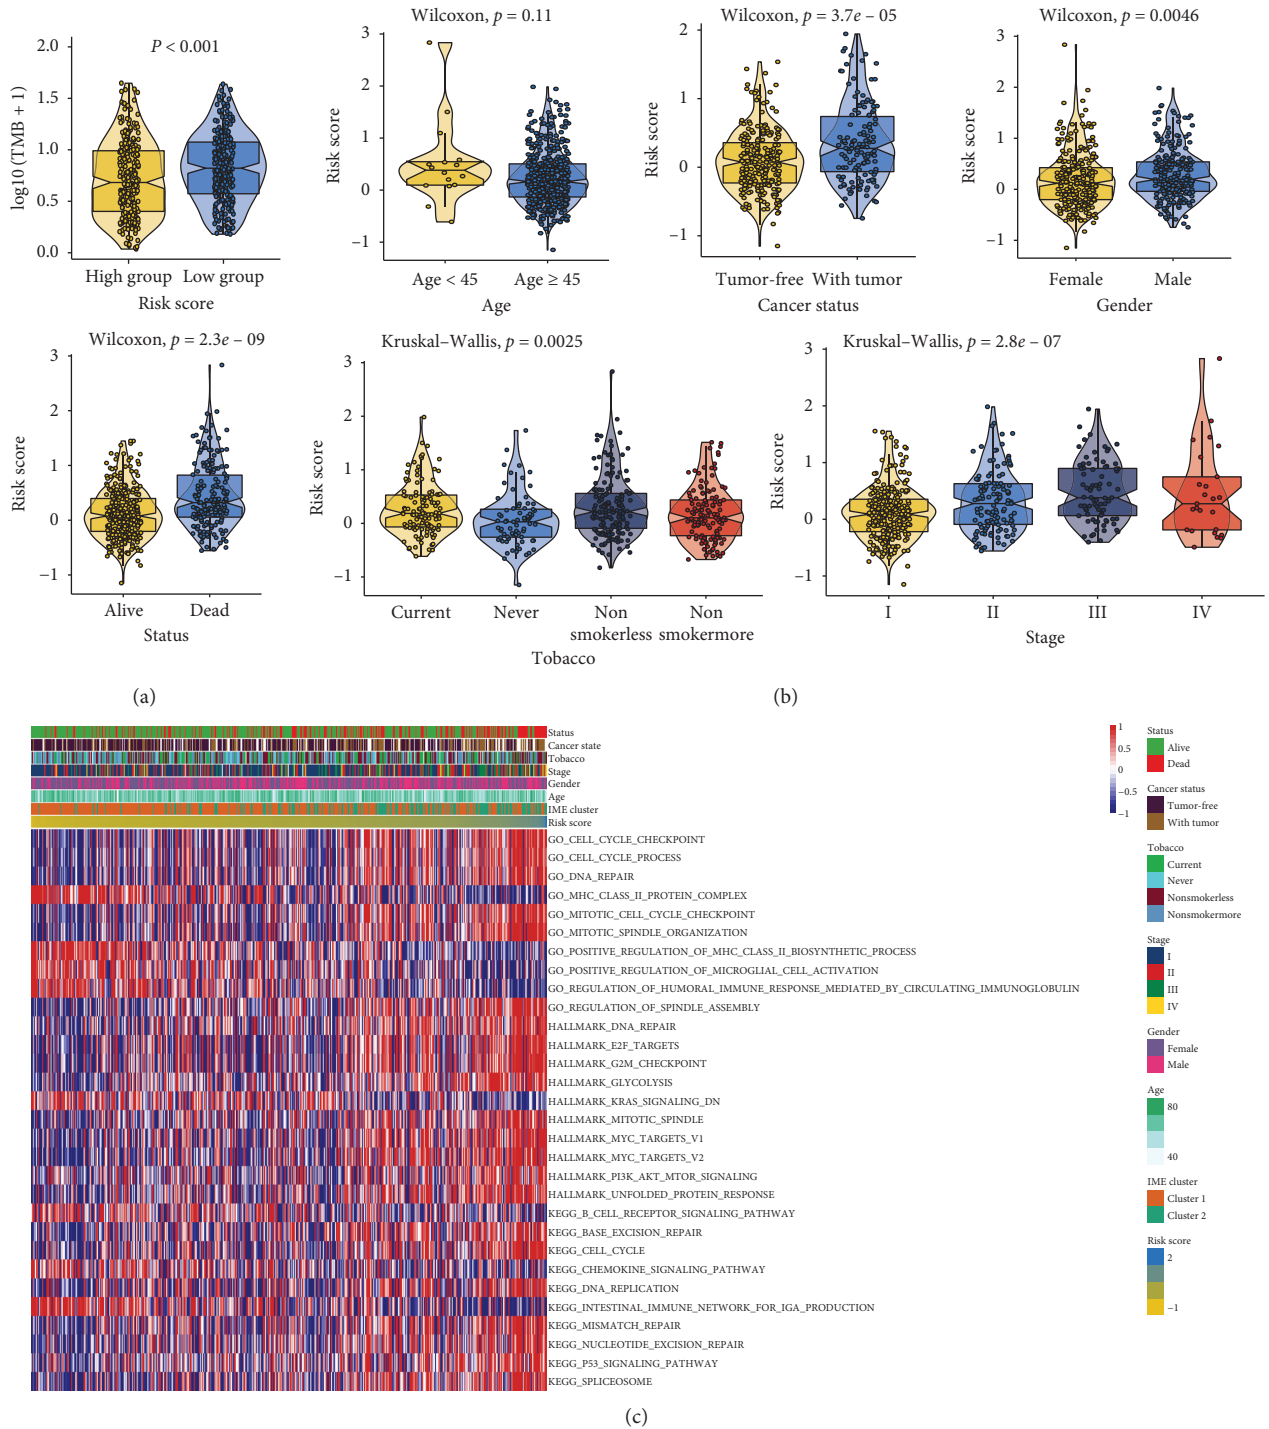 P < 0.001
2.0
1.5
1.0
0.5
0.0
log10 (TMB + 1)
High group Low group
Risk score
Wilcoxon, p = 0.11
3
2
1
0
−1
Risk score
Age < 45 Age ≥ 45
Age
Wilcoxon, p = 3.7e − 05
2
1
0
−1
Risk score
Tumor-free With tumor
Cancer status
Wilcoxon, p = 0.0046
3
2
1
0
−1
Risk score
Female Male
Gender
Wilcoxon, p = 2.3e − 09
3
2
1
0
−1
Risk score
Alive Dead
Status
Kruskal–Wallis, p = 0.0025
3
2
1
0
−1
Risk score
Current Never Non smokerless Non smokermore
Tobacco
Kruskal–Wallis, p = 2.8e − 07
3
2
1
0
−1
Risk score
I II III IV
Stage
(a)
(b)
Status
Cancer state
Tobacco
Stage
Gender
Age
IME cluster
Risk score
GO_CELL_CYCLE_CHECKPOINT
GO_CELL_CYCLE_PROCESS
GO_DNA_REPAIR
GO_MHC_CLASS_II_PROTEIN_COMPLEX
GO_MITOTIC_CELL_CYCLE_CHECKPOINT
GO_MITOTIC_SPINDLE_ORGANIZATION
GO_POSITIVE_REGULATION_OF_MHC_CLASS_II_BIOSYNTHETIC_PROCESS
GO_POSITIVE_REGULATION_OF_MICROGLIAL_CELL_ACTIVATION
GO_REGULATION_OF_HUMORAL_IMMUNE_RESPONSE_MEDIATED_BY_CIRCULATING_IMMUNOGLOBULIN
GO_REGULATION_OF_SPINDLE_ASSEMBLY
HALLMARK_DNA_REPAIR
HALLMARK_E2F_TARGETS
HALLMARK_G2M_CHECKPOINT
HALLMARK_GLYCOLYSIS
HALLMARK_KRAS_SIGNALING_DN
HALLMARK_MITOTIC_SPINDLE
HALLMARK_MYC_TARGETS_V1
HALLMARK_MYC_TARGETS_V2
HALLMARK_PI3K_AKT_MTOR_SIGNALING
HALLMARK_UNFOLDED_PROTEIN_RESPONSE
KEGG_B_CELL_RECEPTOR_SIGNALING_PATHWAY
KEGG_BASE_EXCISION_REPAIR
KEGG_CELL_CYCLE
KEGG_CHEMOKINE_SIGNALING_PATHWAY
KEGG_DNA_REPLICATION
KEGG_INTESTINAL_IMMUNE_NETWORK_FOR_IGA_PRODUCTION
KEGG_MISMATCH_REPAIR
KEGG_NUCLEOTIDE_EXCISION_REPAIR
KEGG_P53_SIGNALING_PATHWAY
KEGG_SPLICEOSOME
1
0.5
0
−0.5
−1
Status
Alive
Dead
Cancer status
Tumor-free
With tumor
Tobacco
Current
Never
Nonsmokerless
Nonsmokermore
Stage
I
II
III
IV
Gender
Female
Male
Age
80
40
IME cluster
Cluster 1
Cluster 2
Risk score
2
−1
(c)